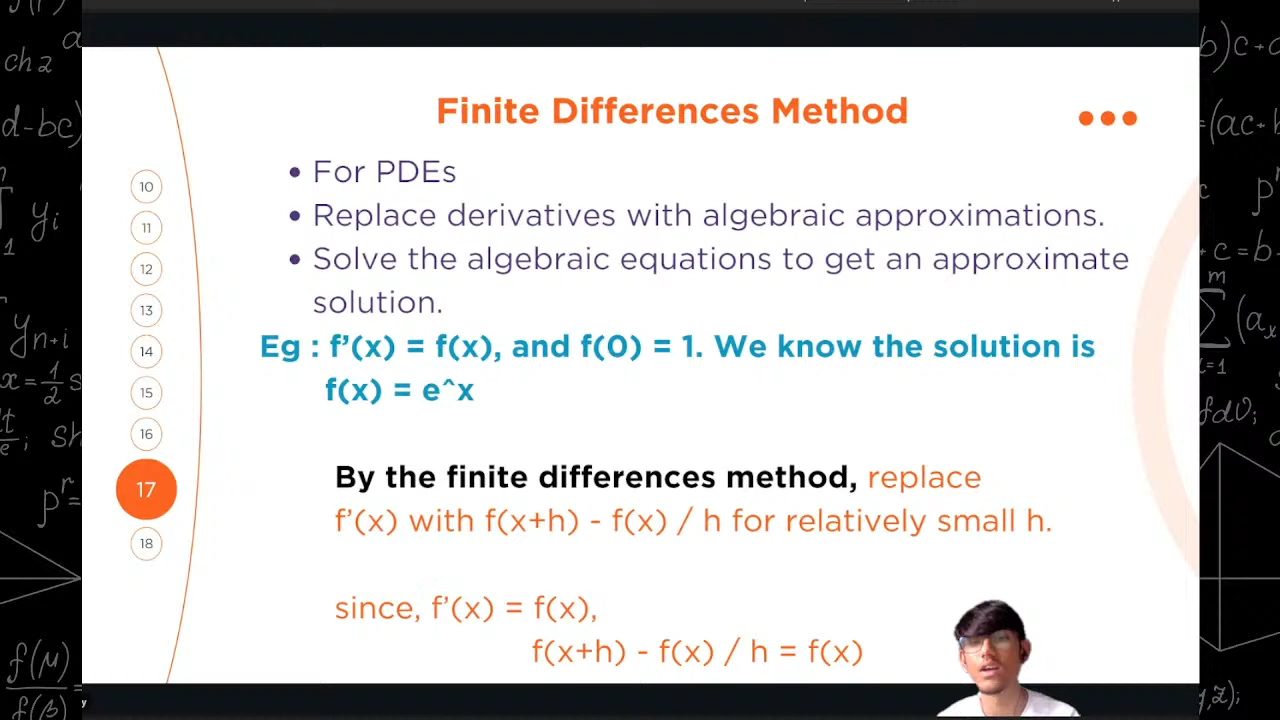 Finite Differences Method
• For PDEs
• Replace derivatives with algebraic approximations.
• Solve the algebraic equations to get an approximate
solution.
Eg : f'(x) = f(x), and f(0) = 1. We know the solution is
f(x) = e^x
By the finite differences method, replace
f'(x) with f(x+h) - f(x) / h for relatively small h.
since, f'(x) = f(x),
f(x+h) - f(x) / h = f(x)
10
11
12
13
14
15
16
17
18